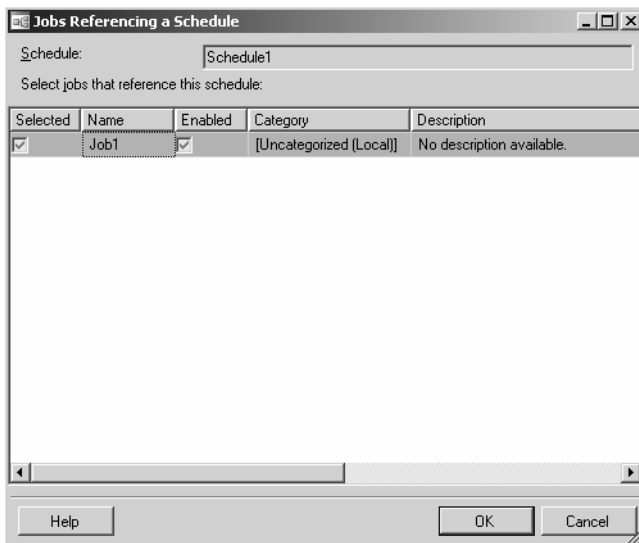 Jobs Referencing a Schedule
Schedule: Schedule1
Select jobs that reference this schedule:
Selected Name Enabled Category Description
Job1 [Uncategorized (Local)] No description available.
Help OK Cancel